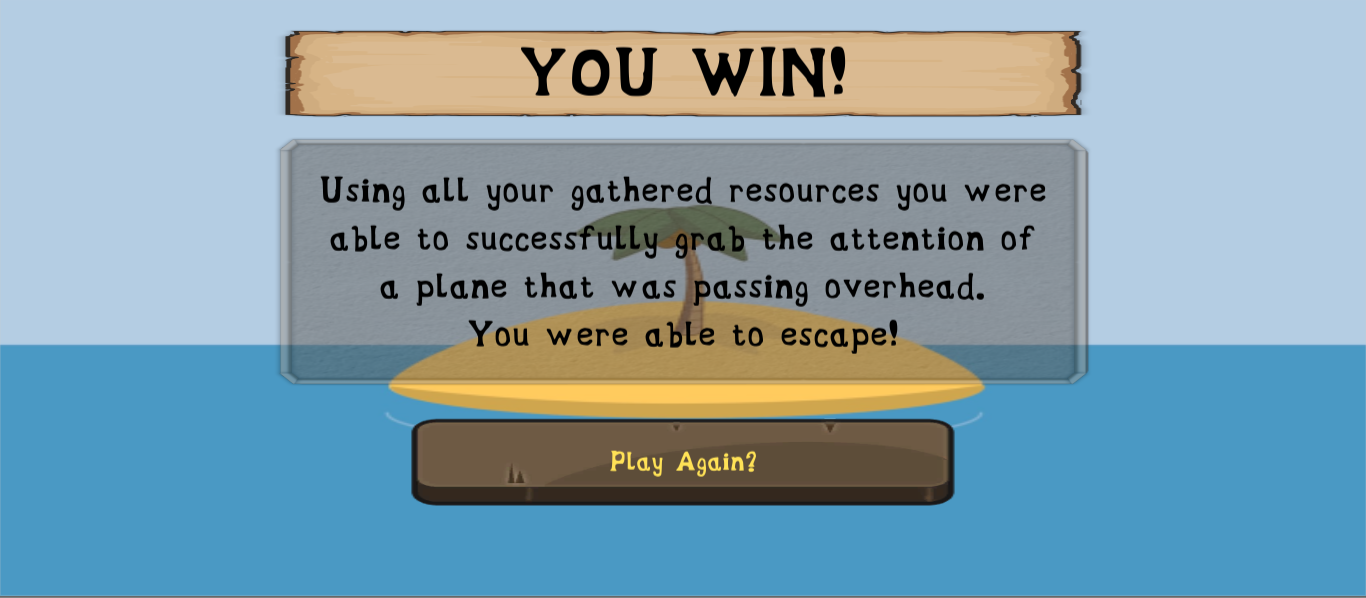 YOU WIN!
Using all your gathered resources you were
able to successfully grab the attention of
a plane that was passing overhead.
You were able to escape!
Play Again?